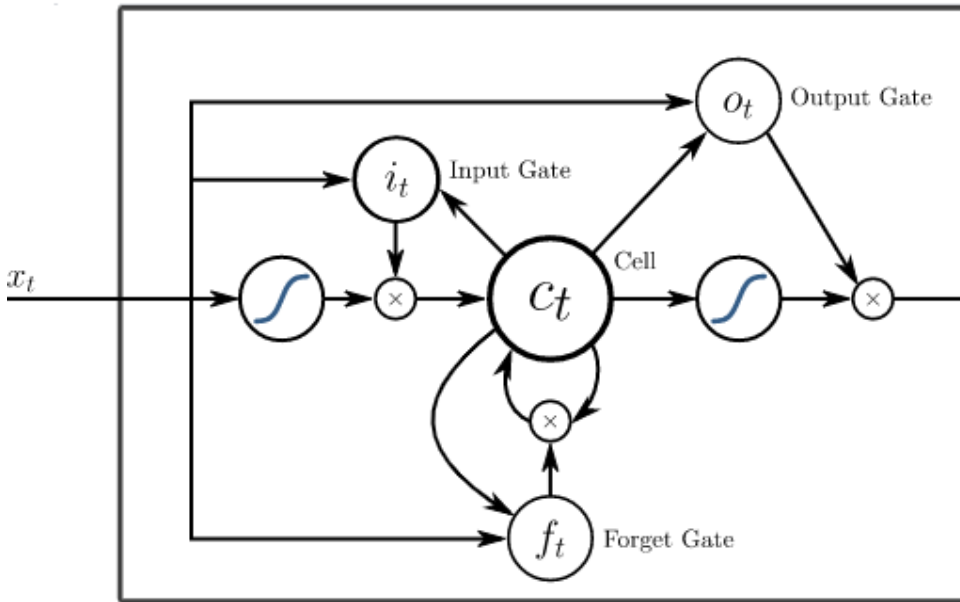 o_t Output Gate
i_t Input Gate
Cell
x_t
×
c_t
×
×
f_t Forget Gate